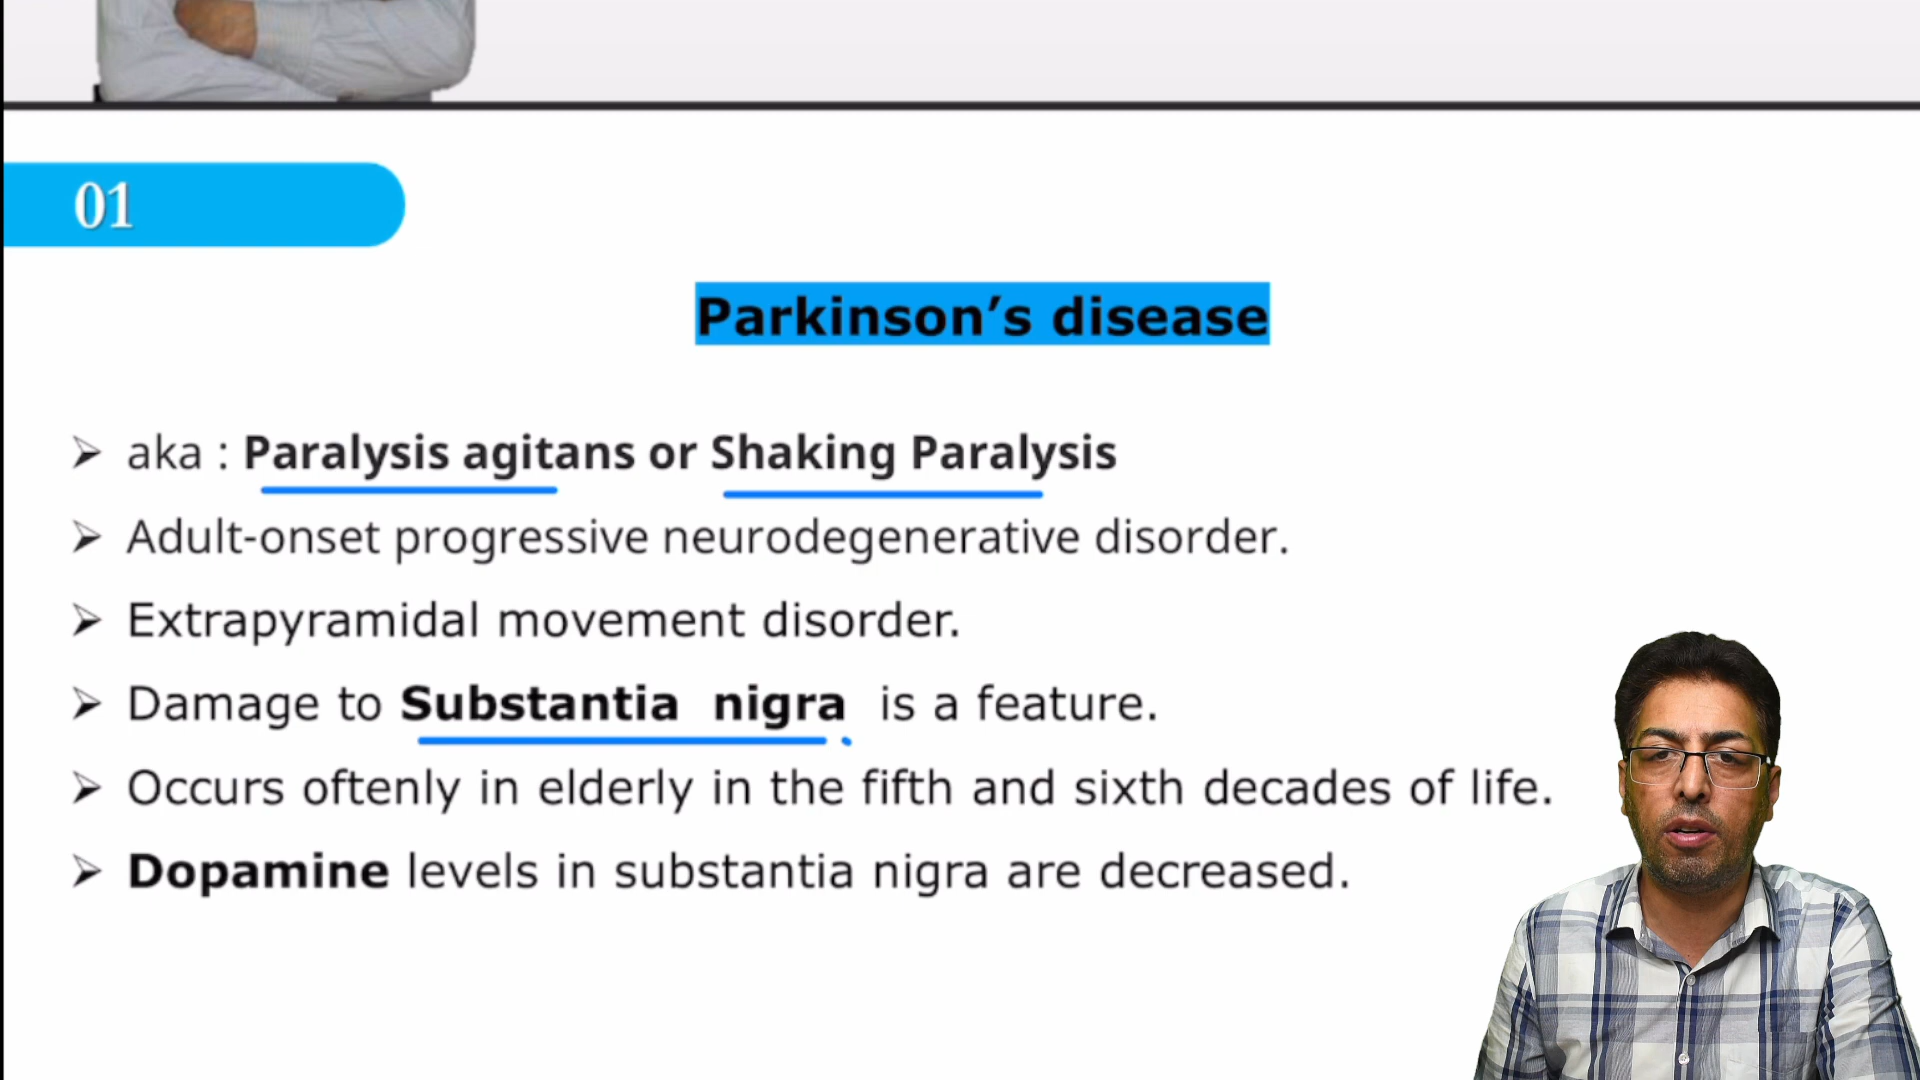 01
Parkinson’s disease
➢ aka : Paralysis agitans or Shaking Paralysis
➢ Adult-onset progressive neurodegenerative disorder.
➢ Extrapyramidal movement disorder.
➢ Damage to Substantia nigra is a feature.
➢ Occurs oftenly in elderly in the fifth and sixth decades of life.
➢ Dopamine levels in substantia nigra are decreased.